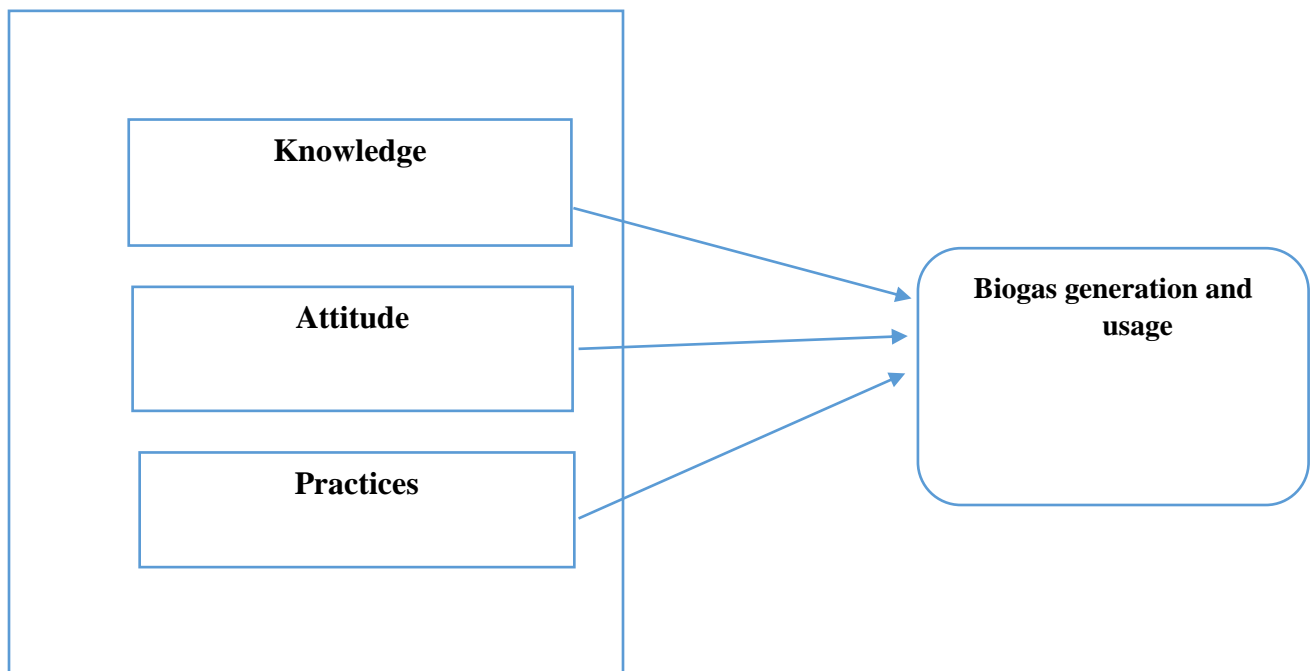 Knowledge
Attitude
Practices
Biogas generation and
usage